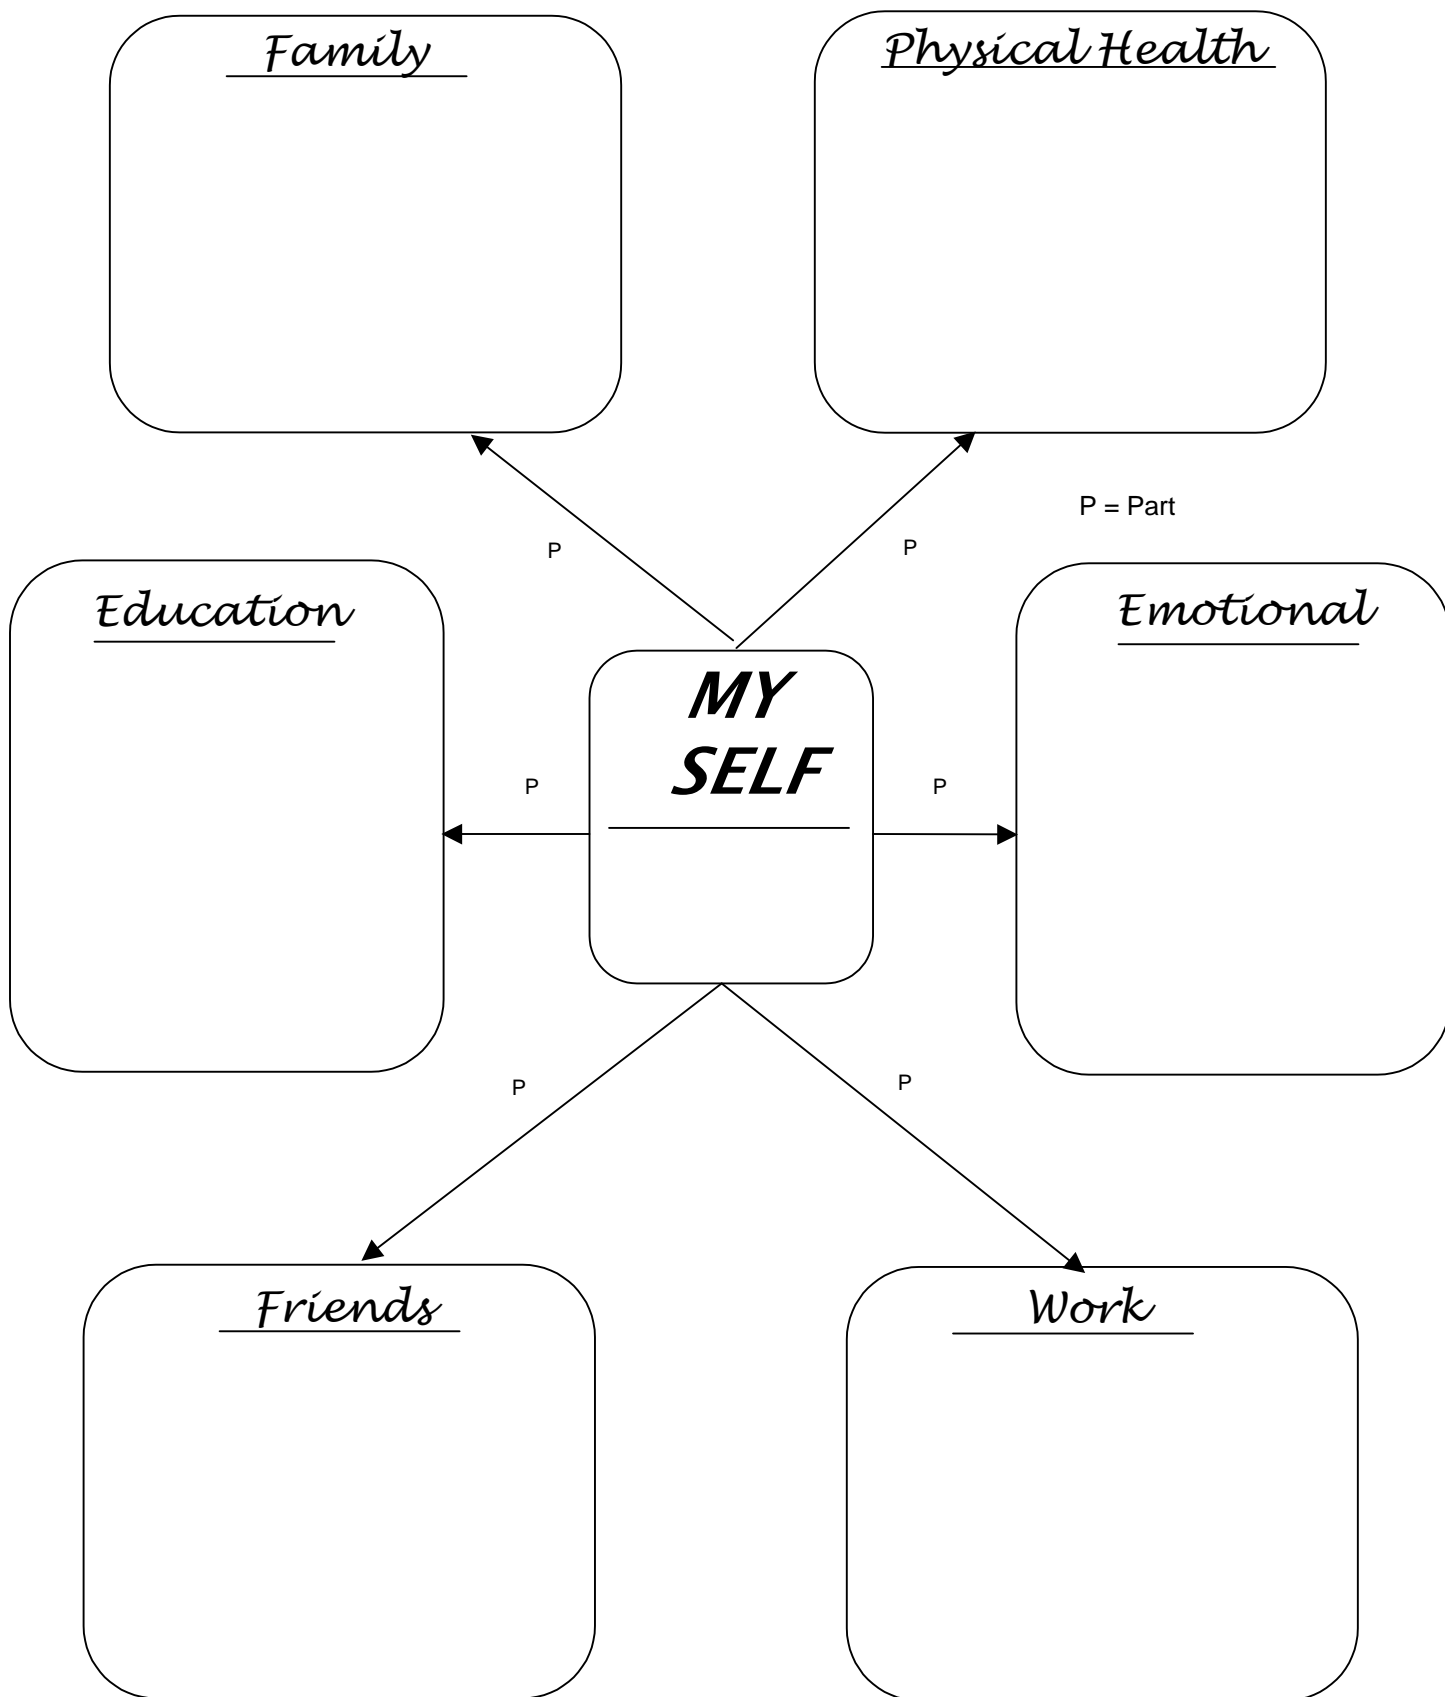 Family
Physical Health
P = Part
P
P
Education
Emotional
MY
SELF
P
P
P
P
Friends
Work